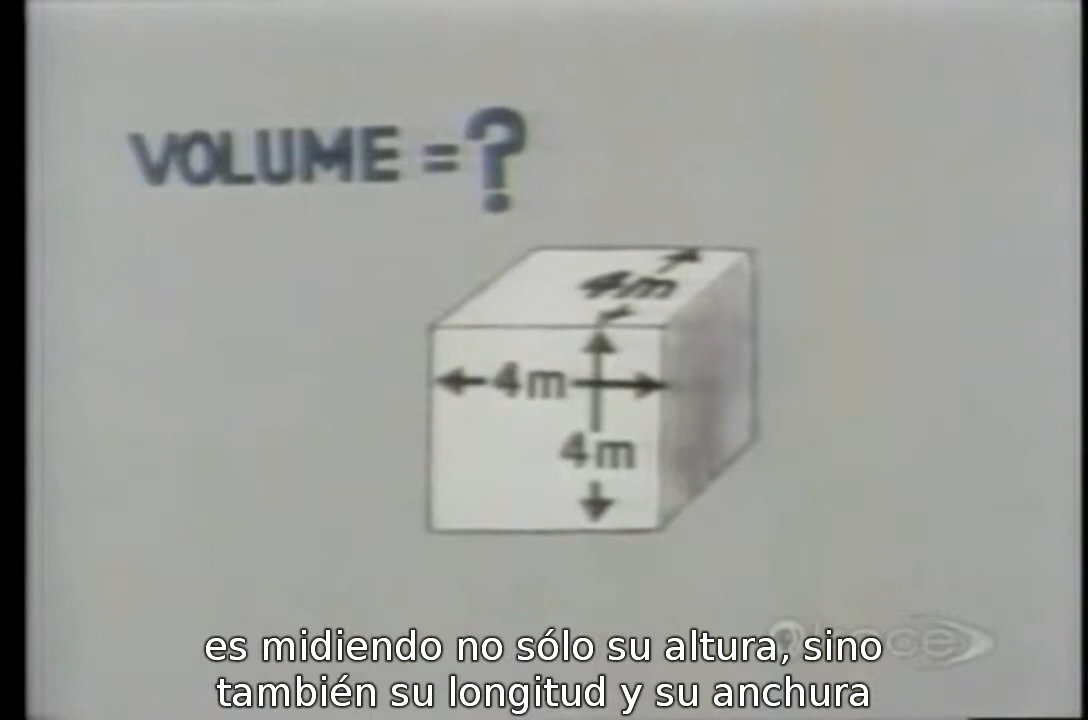 VOLUME = ?
4m
4m
4m
es midiendo no sólo su altura, sino
también su longitud y su anchura